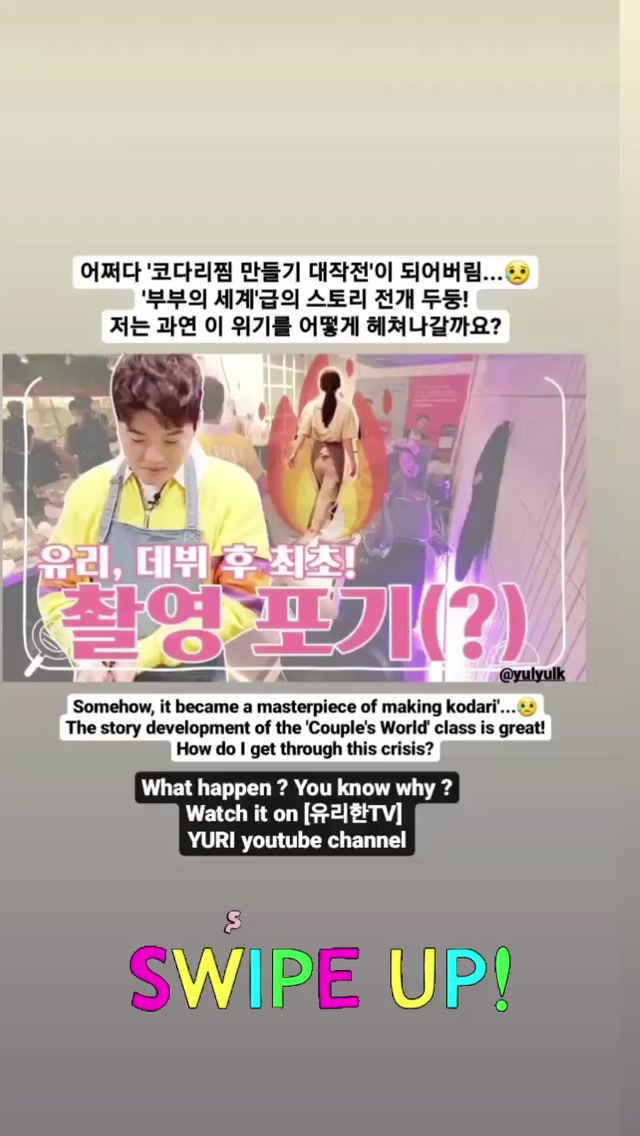 어쩌다 '코다리찜 만들기 대작전'이 되어버림...😥
'부부의 세계'급의 스토리 전개 두둥!
저는 과연 이 위기를 어떻게 헤쳐나갈까요?
유리, 데뷔 후 최초!
촬영 포기(?)
@yulyulk
Somehow, it became a masterpiece of making kodari'...😥
The story development of the 'Couple's World' class is great!
How do I get through this crisis?
What happen ? You know why ?
Watch it on [유리한TV]
YURI youtube channel
S
SWIPE UP!